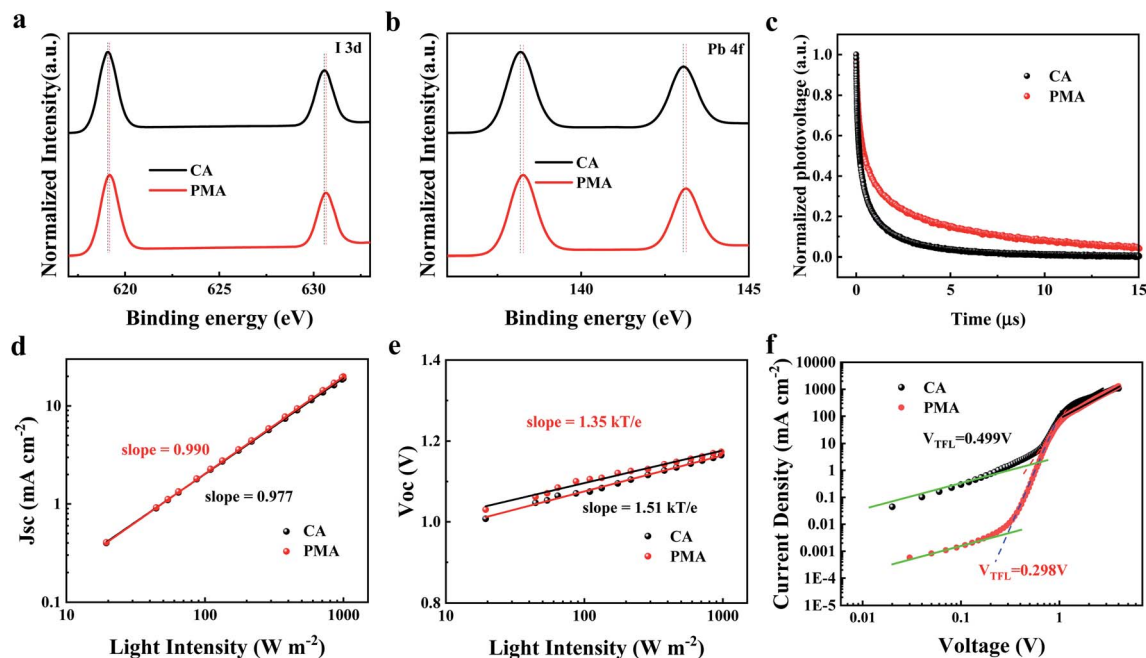 a
I 3d
Normalized Intensity(a.u.)
CA
PMA
620
625
630
Binding energy (eV)
b
Pb 4f
Normalized Intensity(a.u.)
CA
PMA
140
145
Binding energy (eV)
c
Normalized photovoltage (a.u.)
1.0
0.8
0.6
0.4
0.2
0.0
CA
PMA
0
5
10
15
Time (μs)
d
Jsc (mA cm-2)
10
1
0.1
slope = 0.990
slope = 0.977
CA
PMA
10
100
1000
Light Intensity (W m-2)
e
Voc (V)
1.4
1.2
1.0
0.8
slope = 1.35 kT/e
slope = 1.51 kT/e
CA
PMA
10
100
1000
Light Intensity (W m-2)
f
Current Density (mA cm-2)
10000
1000
100
10
1
0.1
0.01
0.001
1E-4
1E-5
CA
PMA
VTFL=0.499V
VTFL=0.298V
0.01
0.1
1
Voltage (V)